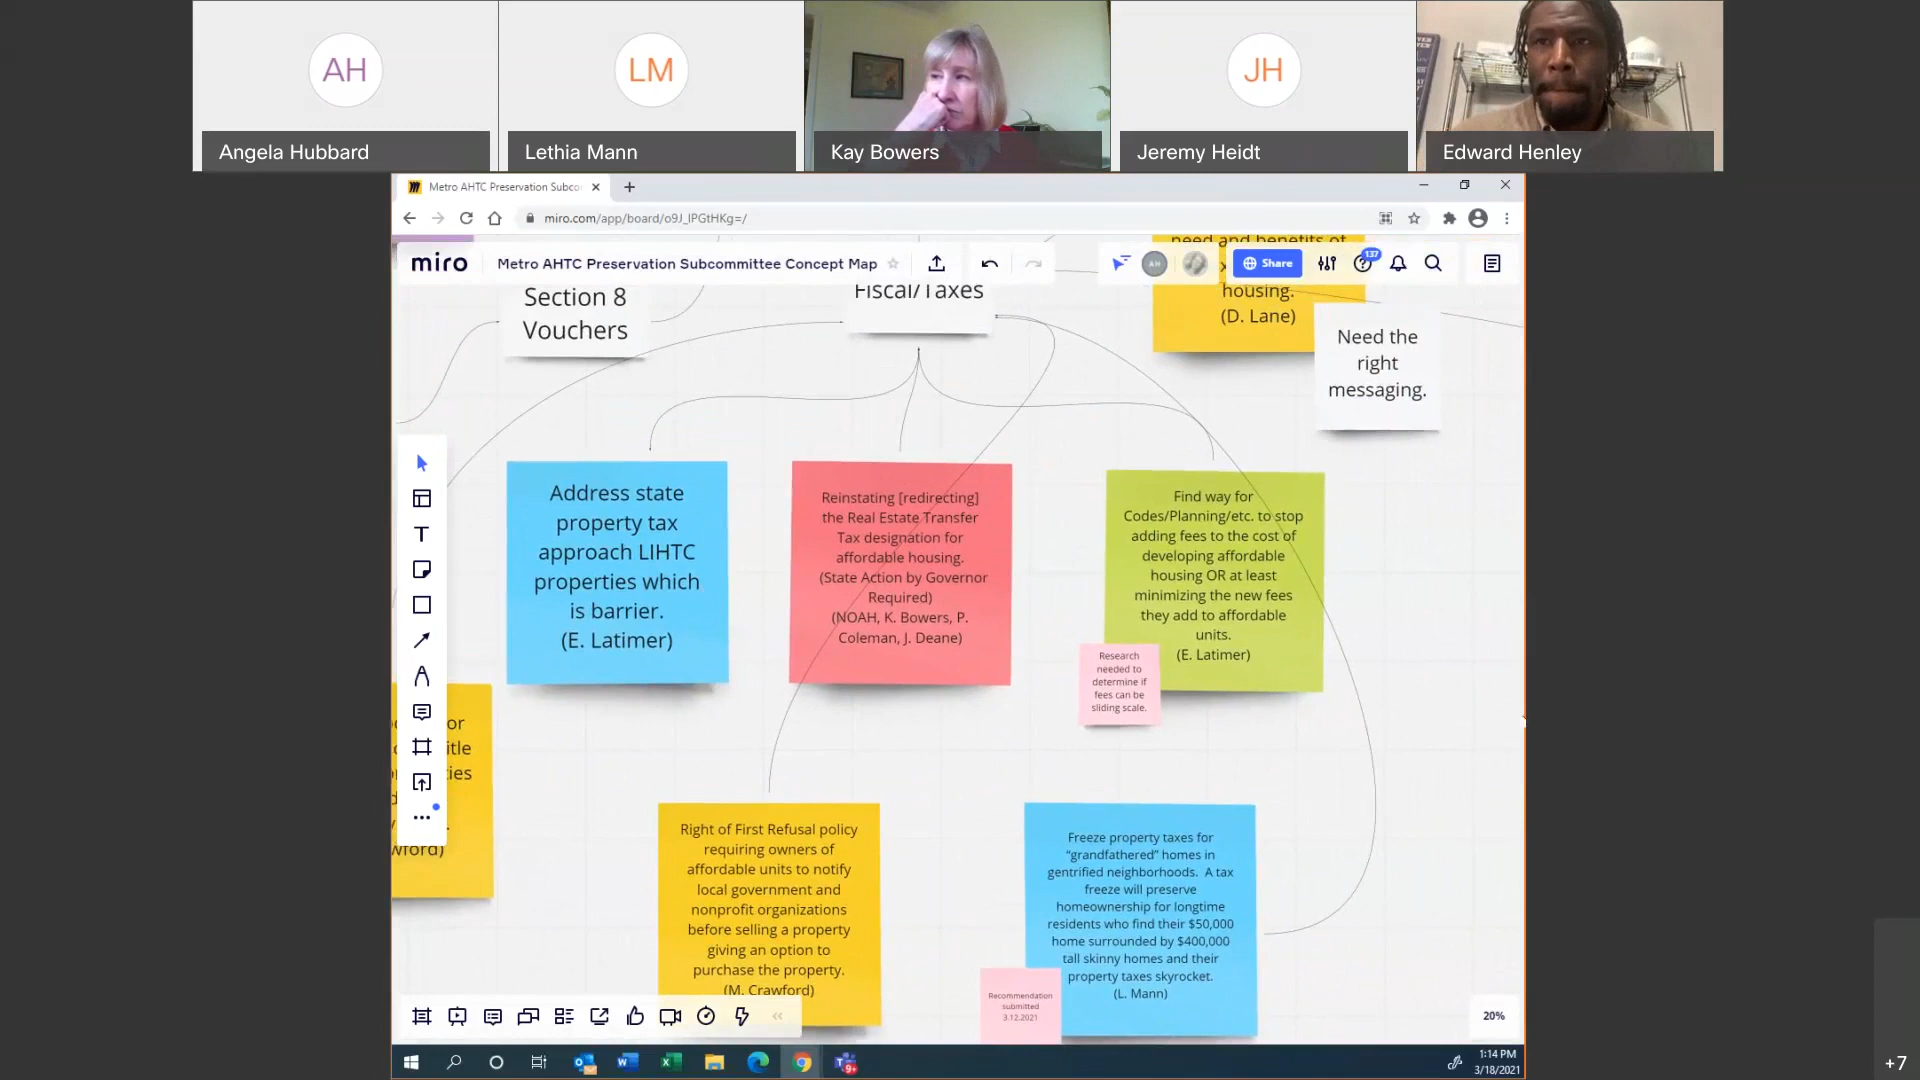 AH
LM
JH
Angela Hubbard
Lethia Mann
Kay Bowers
Jeremy Heidt
Edward Henley
Metro AHTC Preservation Subco
miro.com/app/board/o9J_lPGtHKg=/
miro
Metro AHTC Preservation Subcommittee Concept Map
AH
Share
137
need and benefits of
housing.
(D. Lane)
Section 8
Vouchers
Fiscal/Taxes
Need the
right
messaging.
Address state
property tax
approach LIHTC
properties which
is barrier.
(E. Latimer)
Reinstating [redirecting]
the Real Estate Transfer
Tax designation for
affordable housing.
(State Action by Governor
Required)
(NOAH, K. Bowers, P.
Coleman, J. Deane)
Find way for
Codes/Planning/etc. to stop
adding fees to the cost of
developing affordable
housing OR at least
minimizing the new fees
they add to affordable
units.
(E. Latimer)
Research
needed to
determine if
fees can be
sliding scale.
Right of First Refusal policy
requiring owners of
affordable units to notify
local government and
nonprofit organizations
before selling a property
giving an option to
purchase the property.
(M. Crawford)
Freeze property taxes for
“grandfathered” homes in
gentrified neighborhoods. A tax
freeze will preserve
homeownership for longtime
residents who find their $50,000
home surrounded by $400,000
tall skinny homes and their
property taxes skyrocket.
(L. Mann)
Recommendation
submitted
3.12.2021
20%
1:14 PM
3/18/2021
+7